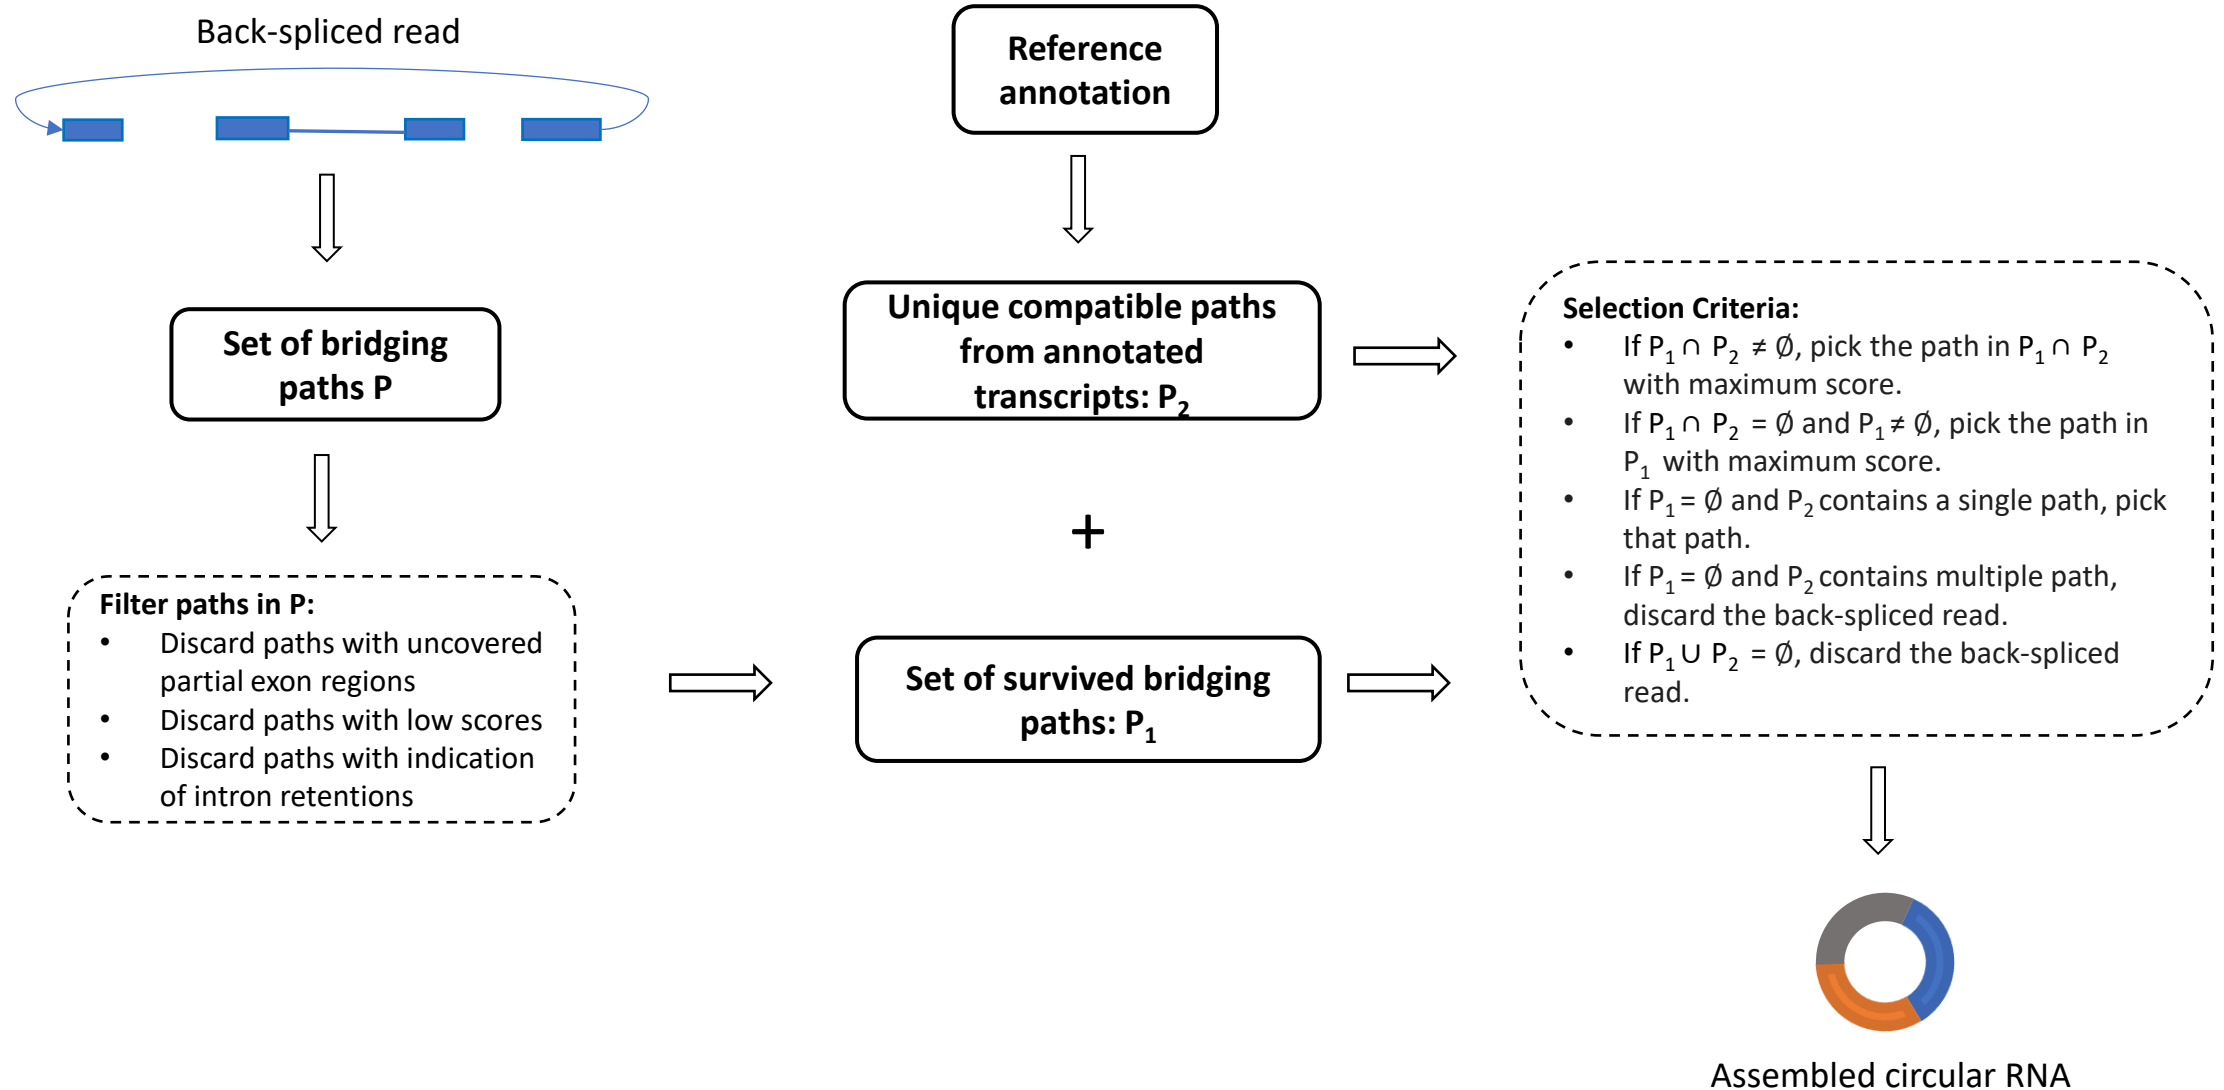 Back-spliced read
Reference
annotation
Set of bridging
paths P
Unique compatible paths
from annotated
transcripts: P₂
+
Filter paths in P:
• Discard paths with uncovered
partial exon regions
• Discard paths with low scores
• Discard paths with indication
of intron retentions
Set of survived bridging
paths: P₁
Selection Criteria:
• If P₁ ∩ P₂ ≠ ∅, pick the path in P₁ ∩ P₂
with maximum score.
• If P₁ ∩ P₂ = ∅ and P₁ ≠ ∅, pick the path in
P₁ with maximum score.
• If P₁ = ∅ and P₂ contains a single path, pick
that path.
• If P₁ = ∅ and P₂ contains multiple path,
discard the back-spliced read.
• If P₁ ∪ P₂ = ∅, discard the back-spliced
read.
Assembled circular RNA